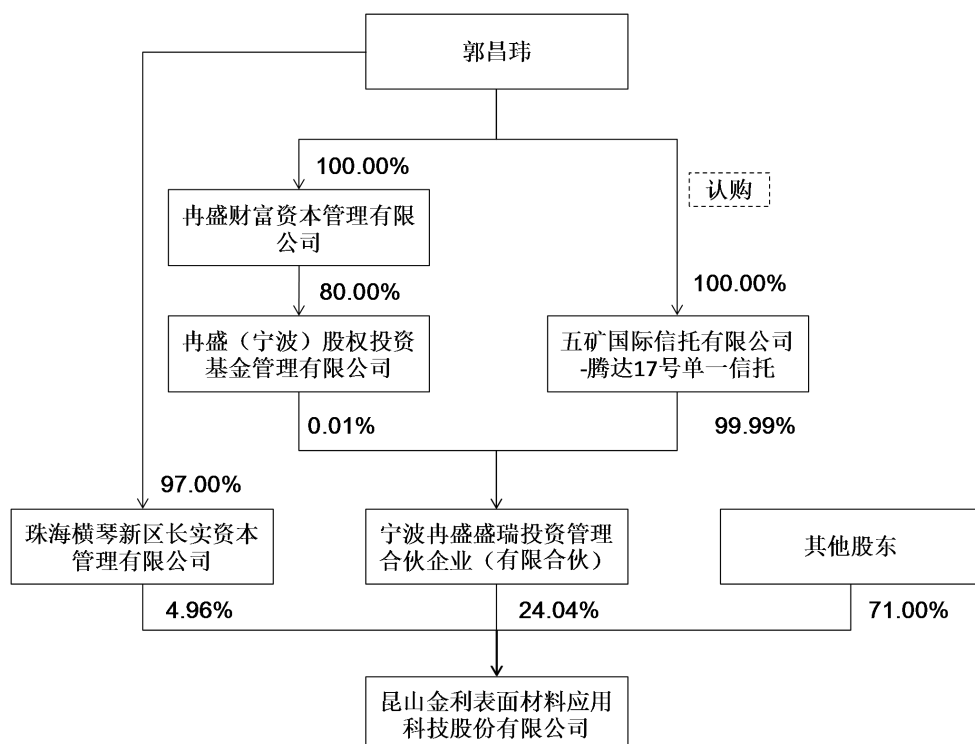 郭昌玮
100.00%
认购
冉盛财富资本管理有限
公司
80.00%
100.00%
冉盛（宁波）股权投资
基金管理有限公司
五矿国际信托有限公司
-腾达17号单一信托
0.01%
99.99%
97.00%
珠海横琴新区长实资本
管理有限公司
宁波冉盛盛瑞投资管理
合伙企业（有限合伙）
其他股东
4.96%
24.04%
71.00%
昆山金利表面材料应用
科技股份有限公司